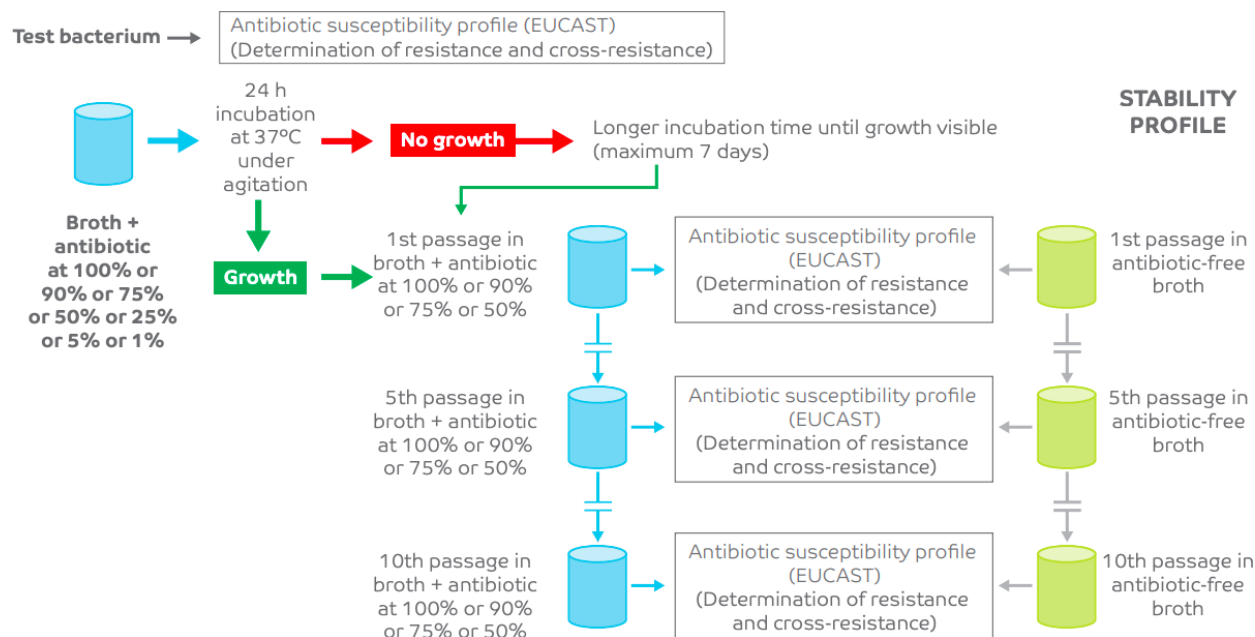 Test bacterium
Antibiotic susceptibility profile (EUCAST)
(Determination of resistance and cross-resistance)
24 h
incubation
at 37ºC
under
agitation
No growth
Longer incubation time until growth visible
(maximum 7 days)
STABILITY
PROFILE
Broth +
antibiotic
at 100% or
90% or 75%
or 50% or 25%
or 5% or 1%
Growth
1st passage in
broth + antibiotic
at 100% or 90%
or 75% or 50%
Antibiotic susceptibility profile
(EUCAST)
(Determination of resistance
and cross-resistance)
1st passage in
antibiotic-free
broth
5th passage in
broth + antibiotic
at 100% or 90%
or 75% or 50%
Antibiotic susceptibility profile
(EUCAST)
(Determination of resistance
and cross-resistance)
5th passage in
antibiotic-free
broth
10th passage in
broth + antibiotic
at 100% or 90%
or 75% or 50%
Antibiotic susceptibility profile
(EUCAST)
(Determination of resistance
and cross-resistance)
10th passage in
antibiotic-free
broth